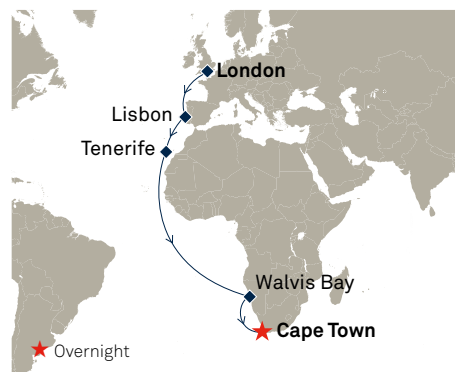 London
Lisbon
Tenerife
Walvis Bay
Cape Town
Overnight